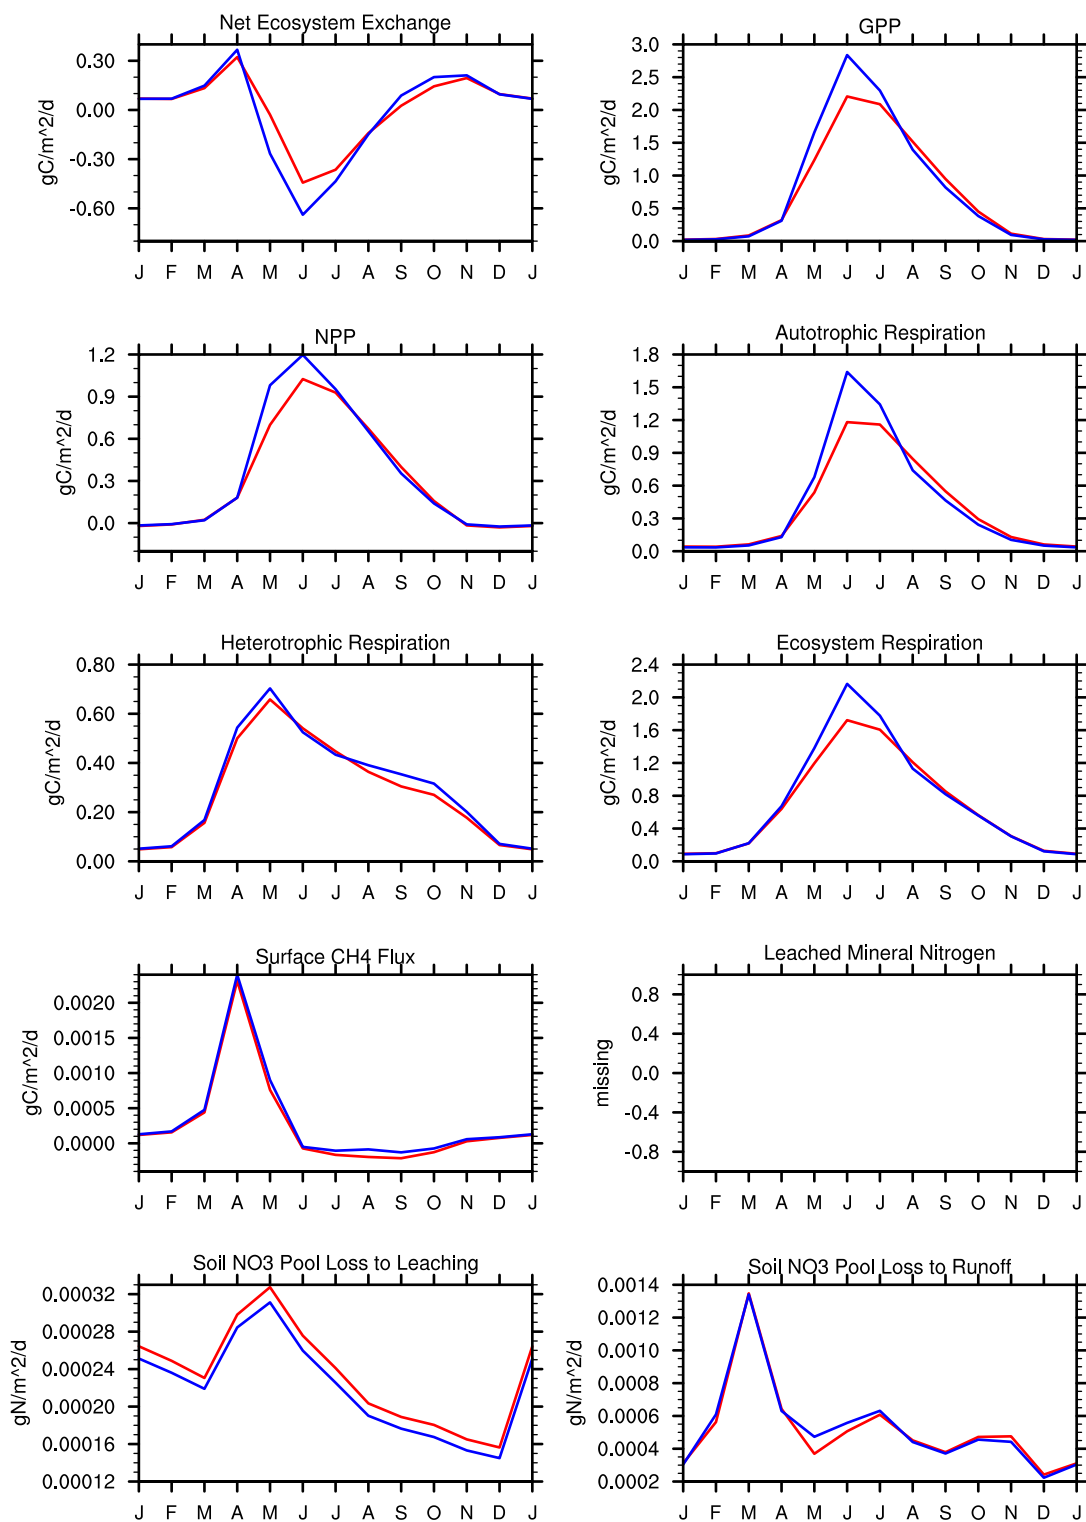 Net Ecosystem Exchange
gC/m^2/d
0.30
0.00
-0.30
-0.60
J F M A M J J A S O N D J
GPP
gC/m^2/d
3.0
2.5
2.0
1.5
1.0
0.5
0.0
J F M A M J J A S O N D J
NPP
gC/m^2/d
1.2
0.9
0.6
0.3
0.0
J F M A M J J A S O N D J
Autotrophic Respiration
gC/m^2/d
1.8
1.5
1.2
0.9
0.6
0.3
0.0
J F M A M J J A S O N D J
Heterotrophic Respiration
gC/m^2/d
0.80
0.60
0.40
0.20
0.00
J F M A M J J A S O N D J
Ecosystem Respiration
gC/m^2/d
2.4
2.0
1.6
1.2
0.8
0.4
0.0
J F M A M J J A S O N D J
Surface CH4 Flux
gC/m^2/d
0.0020
0.0015
0.0010
0.0005
0.0000
J F M A M J J A S O N D J
Leached Mineral Nitrogen
missing
0.8
0.4
0.0
-0.4
-0.8
J F M A M J J A S O N D J
Soil NO3 Pool Loss to Leaching
gN/m^2/d
0.00032
0.00028
0.00024
0.00020
0.00016
0.00012
J F M A M J J A S O N D J
Soil NO3 Pool Loss to Runoff
gN/m^2/d
0.0014
0.0012
0.0010
0.0008
0.0006
0.0004
0.0002
J F M A M J J A S O N D J